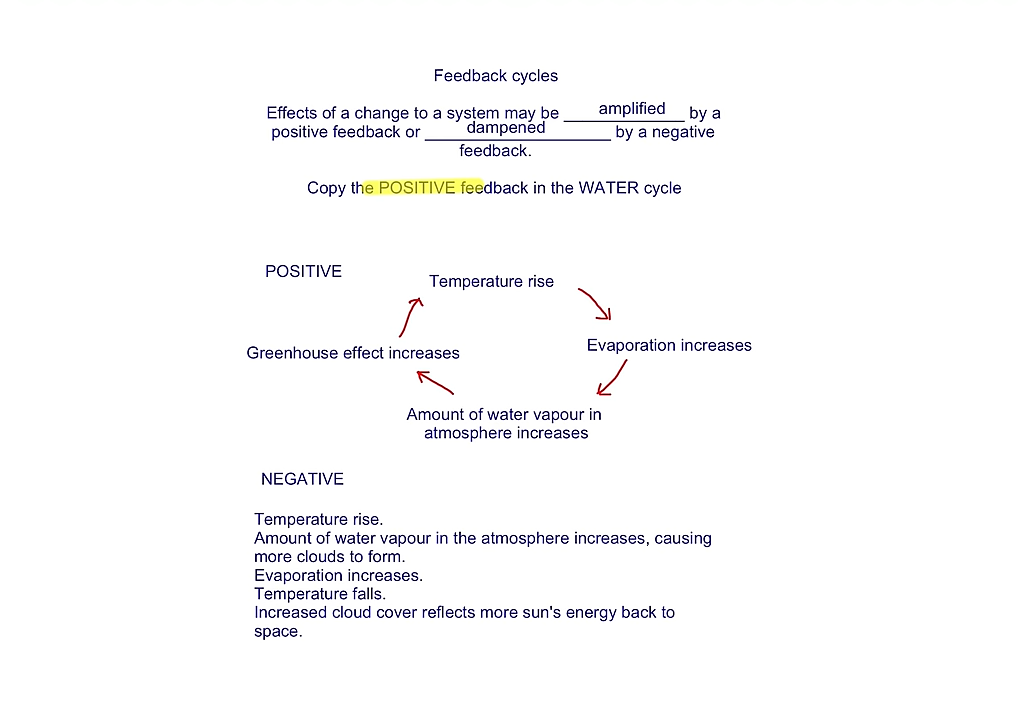 Feedback cycles
Effects of a change to a system may be amplified by a
positive feedback or dampened by a negative
feedback.
Copy the POSITIVE feedback in the WATER cycle
POSITIVE
Temperature rise
Evaporation increases
Greenhouse effect increases
Amount of water vapour in
atmosphere increases
NEGATIVE
Temperature rise.
Amount of water vapour in the atmosphere increases, causing
more clouds to form.
Evaporation increases.
Temperature falls.
Increased cloud cover reflects more sun's energy back to
space.